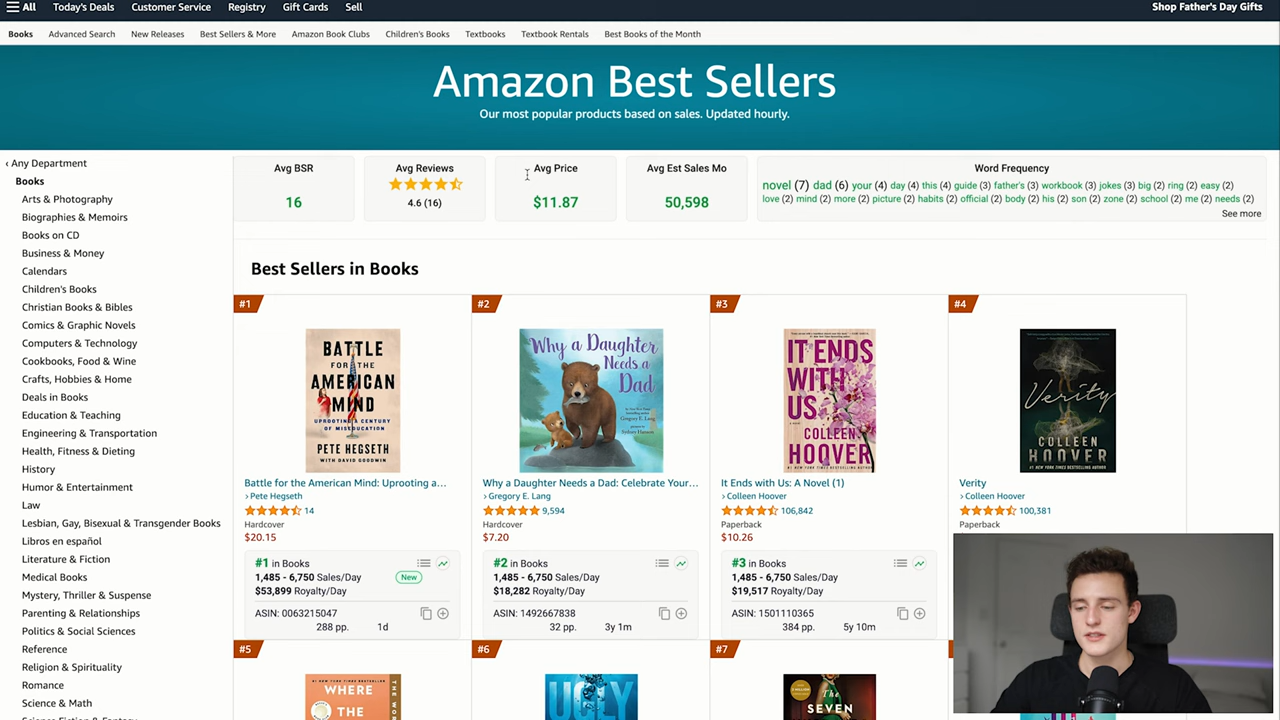 All Today's Deals Customer Service Registry Gift Cards Sell Shop Father's Day Gifts
Books Advanced Search New Releases Best Sellers & More Amazon Book Clubs Children's Books Textbooks Textbook Rentals Best Books of the Month
Amazon Best Sellers
Our most popular products based on sales. Updated hourly.
‹ Any Department
Books
Arts & Photography
Biographies & Memoirs
Books on CD
Business & Money
Calendars
Children's Books
Christian Books & Bibles
Comics & Graphic Novels
Computers & Technology
Cookbooks, Food & Wine
Crafts, Hobbies & Home
Deals in Books
Education & Teaching
Engineering & Transportation
Health, Fitness & Dieting
History
Humor & Entertainment
Law
Lesbian, Gay, Bisexual & Transgender Books
Libros en español
Literature & Fiction
Medical Books
Mystery, Thriller & Suspense
Parenting & Relationships
Politics & Social Sciences
Reference
Religion & Spirituality
Romance
Science & Math
Avg BSR
16
Avg Reviews
4.6 (16)
Avg Price
$11.87
Avg Est Sales Mo
50,598
Word Frequency
novel (7) dad (6) your (4) day (4) this (4) guide (3) father's (3) workbook (3) jokes (3) big (2) ring (2) easy (2)
love (2) mind (2) more (2) picture (2) habits (2) official (2) body (2) his (2) son (2) zone (2) school (2) me (2) needs (2)
See more
Best Sellers in Books
#1
BATTLE
FOR THE
AMERICAN
MIND
UPROOTING A CENTURY
OF MISEDUCATION
PETE HEGSETH
WITH DAVID GOODWIN
Battle for the American Mind: Uprooting a…
› Pete Hegseth
14
Hardcover
$20.15
#1 in Books
1,485 - 6,750 Sales/Day
New
$53,899 Royalty/Day
ASIN: 0063215047
288 pp. 1d
#2
Why a Daughter
Needs a
Dad
Gregory E. Lang
Why a Daughter Needs a Dad: Celebrate Your…
› Gregory E. Lang
9,594
Hardcover
$7.20
#2 in Books
1,485 - 6,750 Sales/Day
$18,282 Royalty/Day
ASIN: 1492667838
32 pp. 3y 1m
#3
IT ENDS
WITH
US
COLLEEN
HOOVER
It Ends with Us: A Novel (1)
› Colleen Hoover
106,842
Paperback
$10.26
#3 in Books
1,485 - 6,750 Sales/Day
$19,517 Royalty/Day
ASIN: 1501110365
384 pp. 5y 10m
#4
Verity
COLLEEN
HOOVER
Verity
› Colleen Hoover
100,381
Paperback
#5
WHERE
THE
#6
UGLY
#7
The
SEVEN